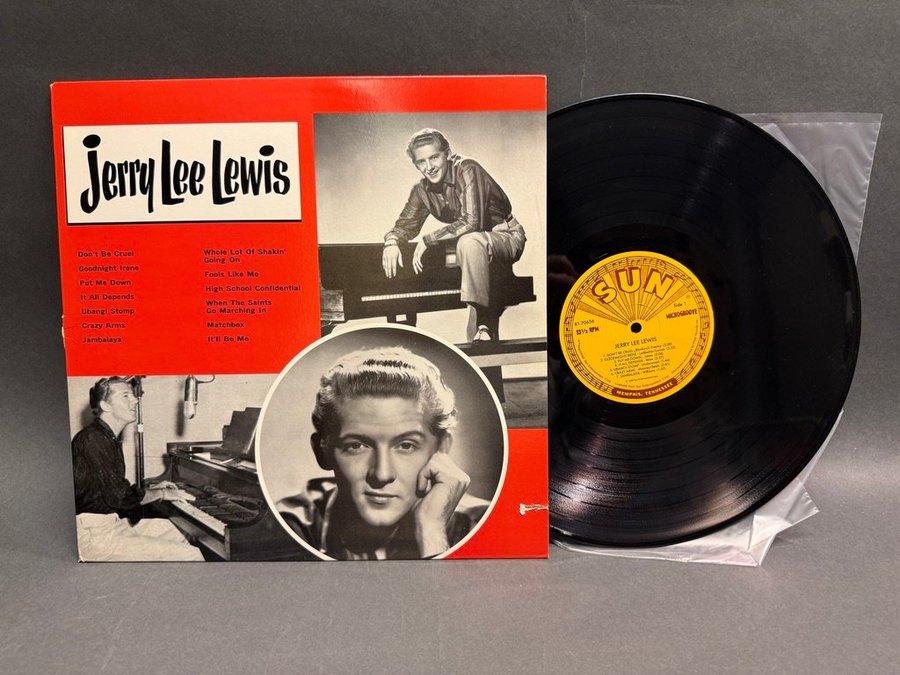 Jerry Lee Lewis
Don't Be Cruel
Goodnight Irene
Put Me Down
It All Depends
Ubangi Stomp
Crazy Arms
Jambalaya
Whole Lot Of Shakin'
Going On
Fools Like Me
High School Confidential
When The Saints
Go Marching In
Matchbox
It'll Be Me
SUN
Side 1
MICROGROOVE
33⅓ RPM
JERRY LEE LEWIS
MEMPHIS, TENNESSEE